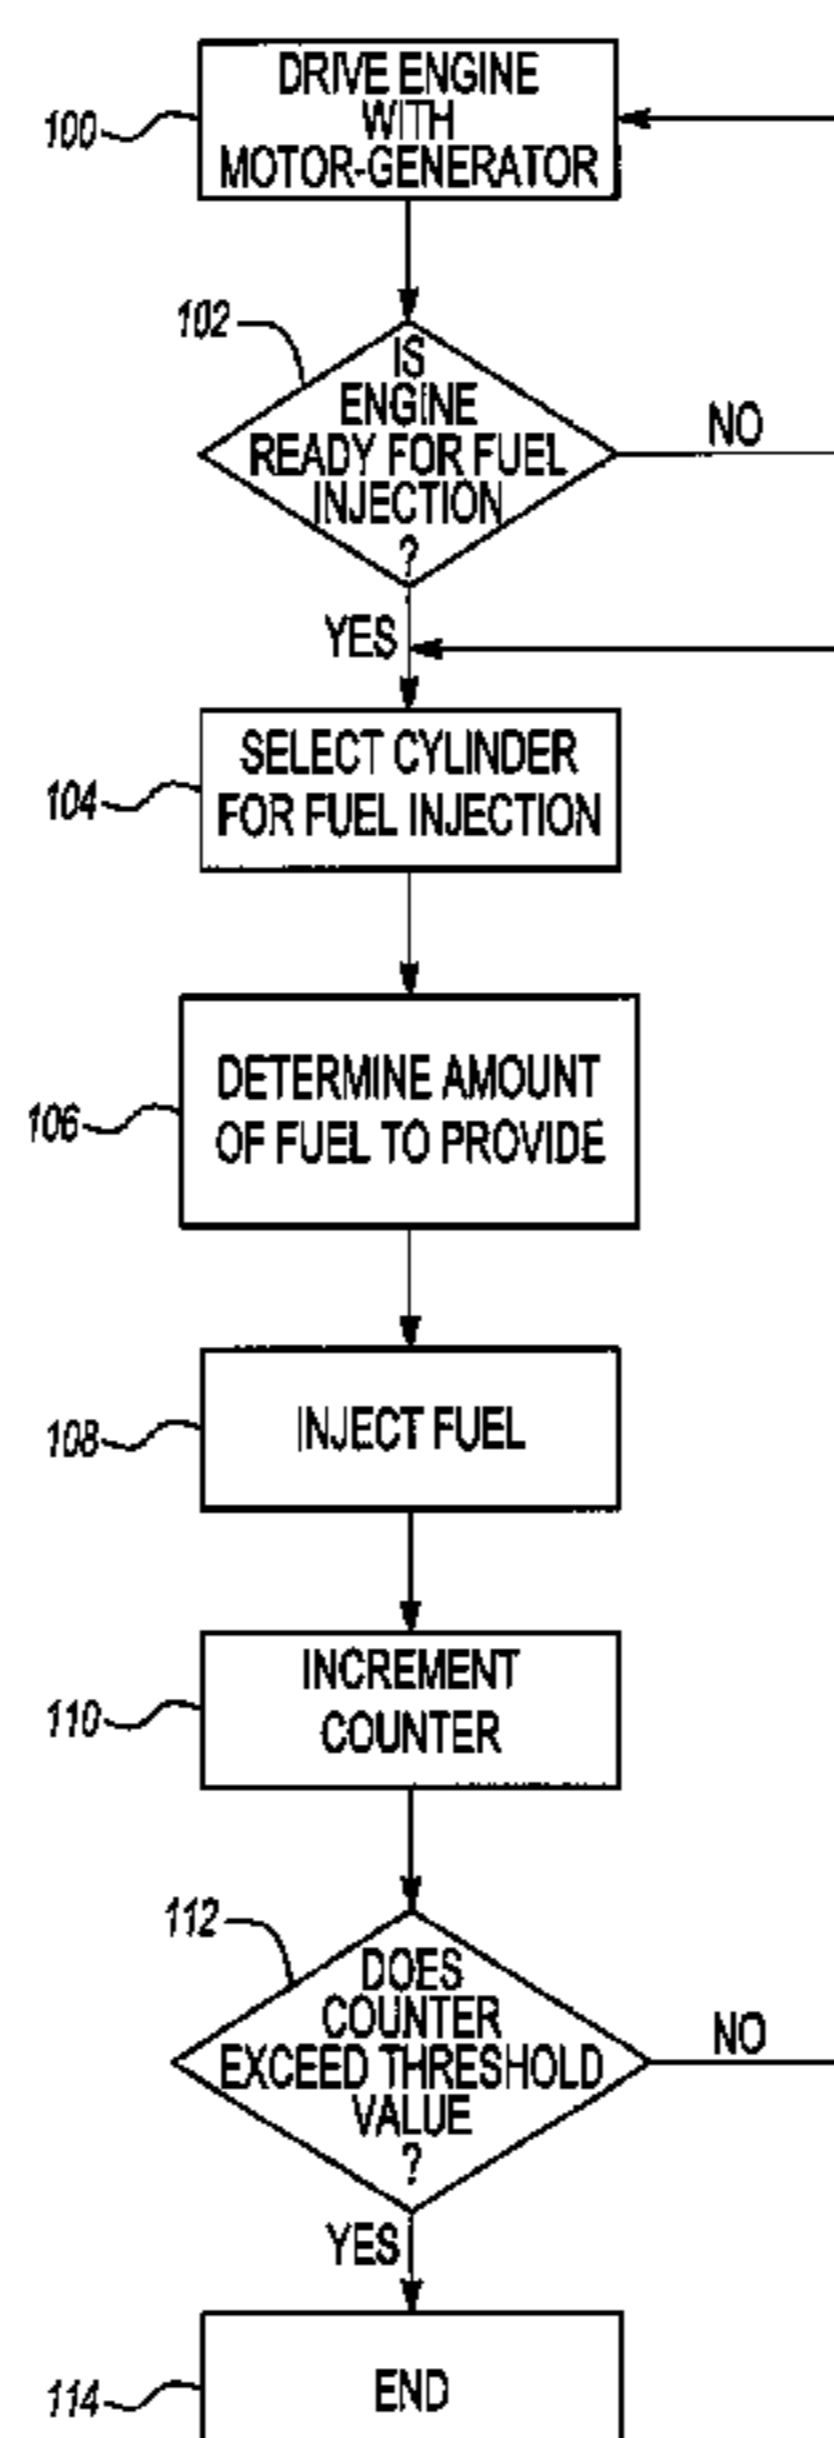 DRIVE ENGINE
WITH
MOTOR-GENERATOR
100
102
IS
ENGINE
READY FOR FUEL
INJECTION
?
NO
YES
SELECT CYLINDER
FOR FUEL INJECTION
104
DETERMINE AMOUNT
OF FUEL TO PROVIDE
106
INJECT FUEL
108
INCREMENT
COUNTER
110
112
DOES
COUNTER
EXCEED THRESHOLD
VALUE
?
NO
YES
END
114